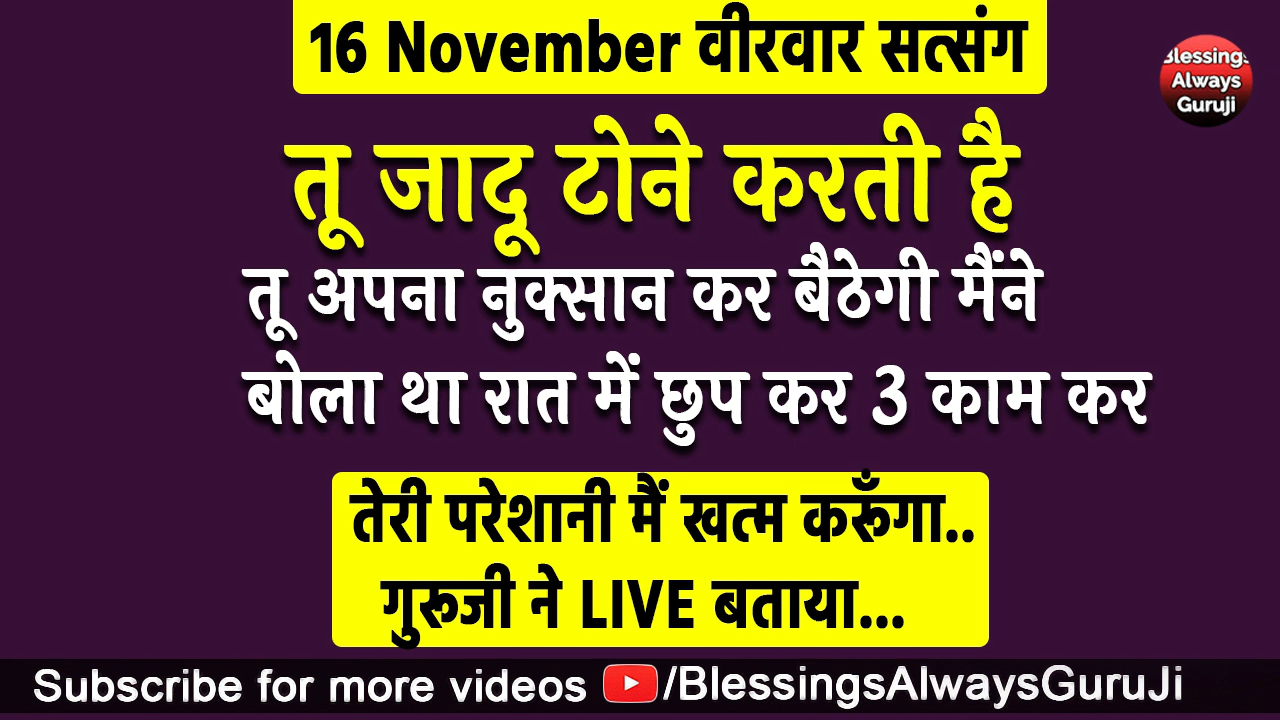 16 November वीरवार सत्संग
Blessings
Always
Guruji
तू जादू टोने करती है
तू अपना नुक्सान कर बैठेगी मैंने
बोला था रात में छुप कर 3 काम कर
तेरी परेशानी मैं खत्म करूँगा..
गुरूजी ने LIVE बताया...
Subscribe for more videos /BlessingsAlwaysGuruJi